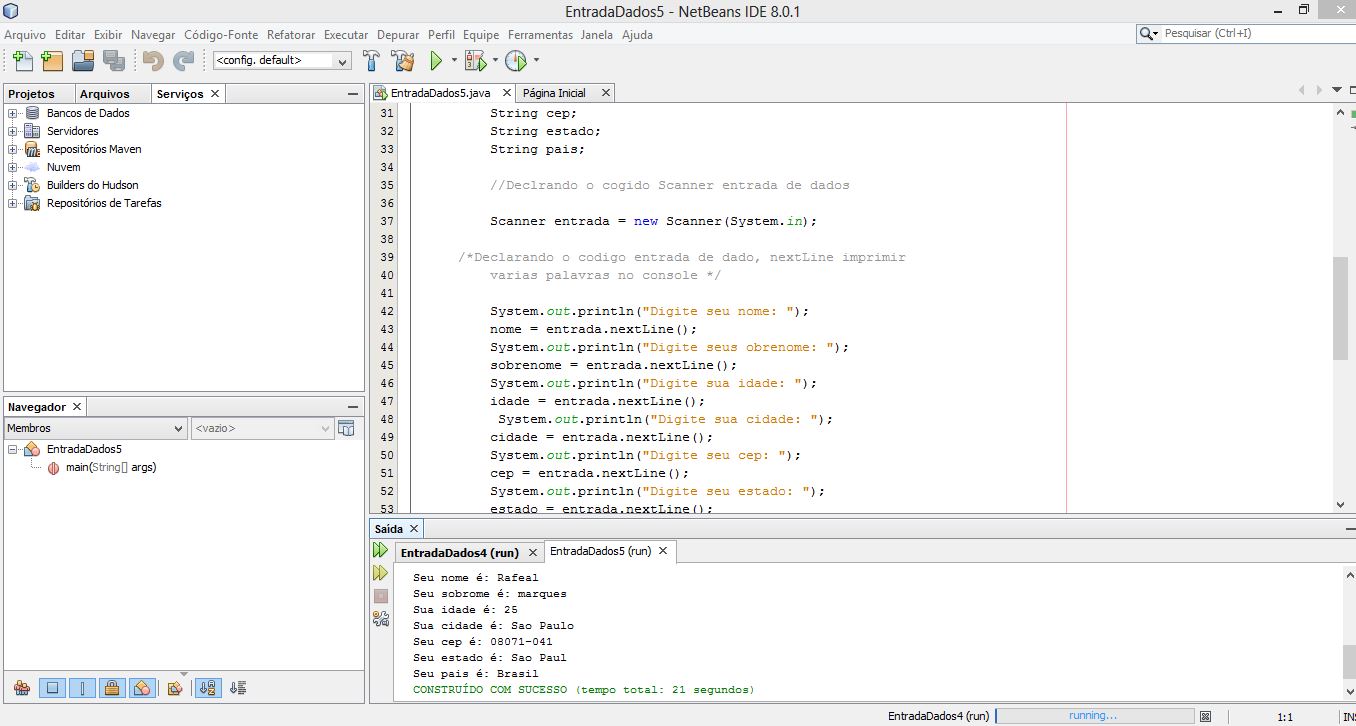 EntradaDados5 - NetBeans IDE 8.0.1
Arquivo Editar Exibir Navegar Código-Fonte Refatorar Executar Depurar Perfil Equipe Ferramentas Janela Ajuda
Pesquisar (Ctrl+I)
<config. default>
Projetos Arquivos Serviços
Bancos de Dados
Servidores
Repositórios Maven
Nuvem
Builders do Hudson
Repositórios de Tarefas
Navegador
Membros <vazio>
EntradaDados5
main(String[] args)
EntradaDados5.java Página Inicial
31 String cep;
32 String estado;
33 String pais;
34
35 //Declrando o cogido Scanner entrada de dados
36
37 Scanner entrada = new Scanner(System.in);
38
39 /*Declarando o codigo entrada de dado, nextLine imprimir
40 varias palavras no console */
41
42 System.out.println("Digite seu nome: ");
43 nome = entrada.nextLine();
44 System.out.println("Digite seus obrenome: ");
45 sobrenome = entrada.nextLine();
46 System.out.println("Digite sua idade: ");
47 idade = entrada.nextLine();
48 System.out.println("Digite sua cidade: ");
49 cidade = entrada.nextLine();
50 System.out.println("Digite seu cep: ");
51 cep = entrada.nextLine();
52 System.out.println("Digite seu estado: ");
53 estado = entrada.nextLine();
Saída
EntradaDados4 (run) EntradaDados5 (run)
Seu nome é: Rafeal
Seu sobrome é: marques
Sua idade é: 25
Sua cidade é: Sao Paulo
Seu cep é: 08071-041
Seu estado é: Sao Paul
Seu pais é: Brasil
CONSTRUÍDO COM SUCESSO (tempo total: 21 segundos)
EntradaDados4 (run) running... 1:1 INS